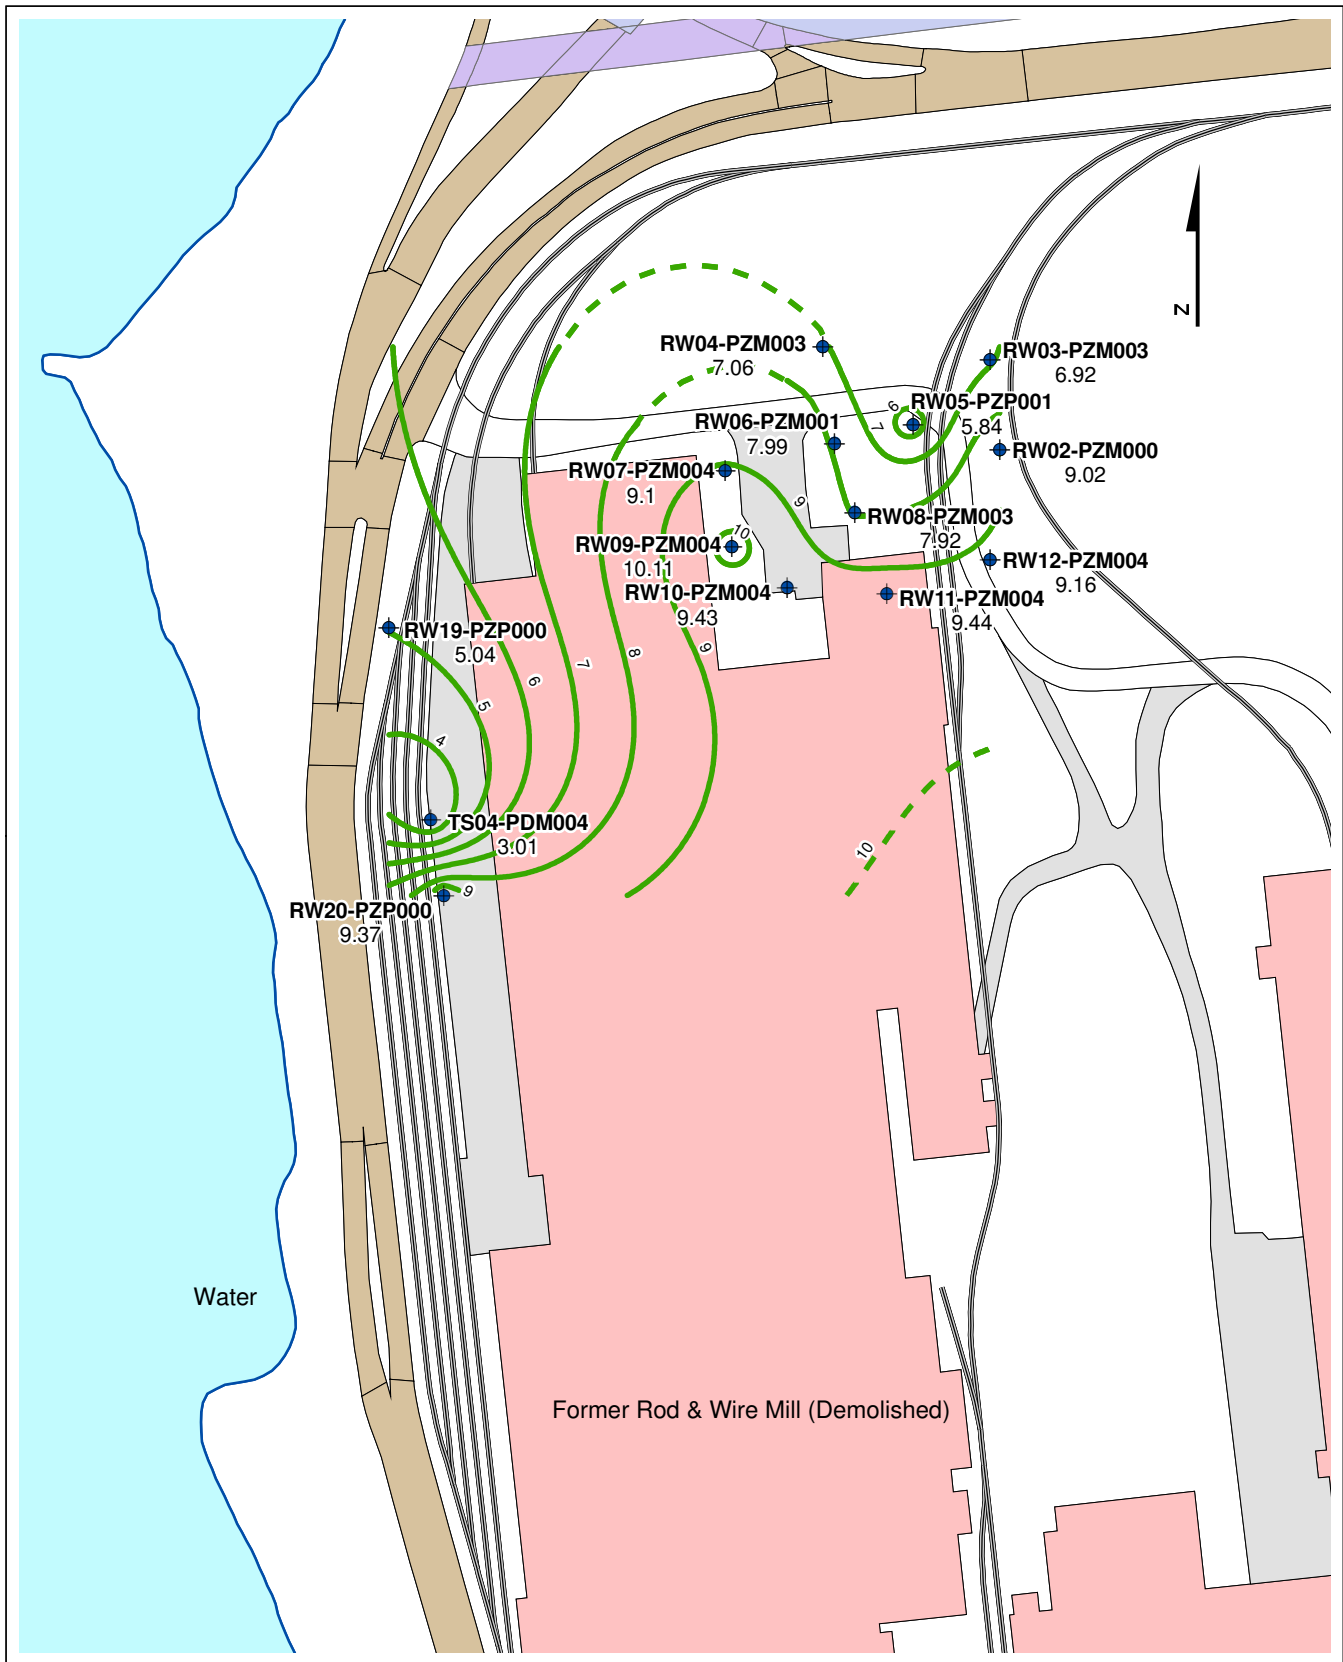 N
RW04-PZM003
7.06
RW03-PZM003
6.92
6
RW05-PZP001
5.84
7
RW06-PZM001
7.99
RW02-PZM000
9.02
RW07-PZM004
9.1
9
RW08-PZM003
7.92
10
RW09-PZM004
10.11
RW12-PZM004
9.16
RW10-PZM004
9.43
RW11-PZM004
9.44
RW19-PZP000
5.04
9
8
7
6
5
4
TS04-PDM004
3.01
10
9
RW20-PZP000
9.37
Water
Former Rod & Wire Mill (Demolished)